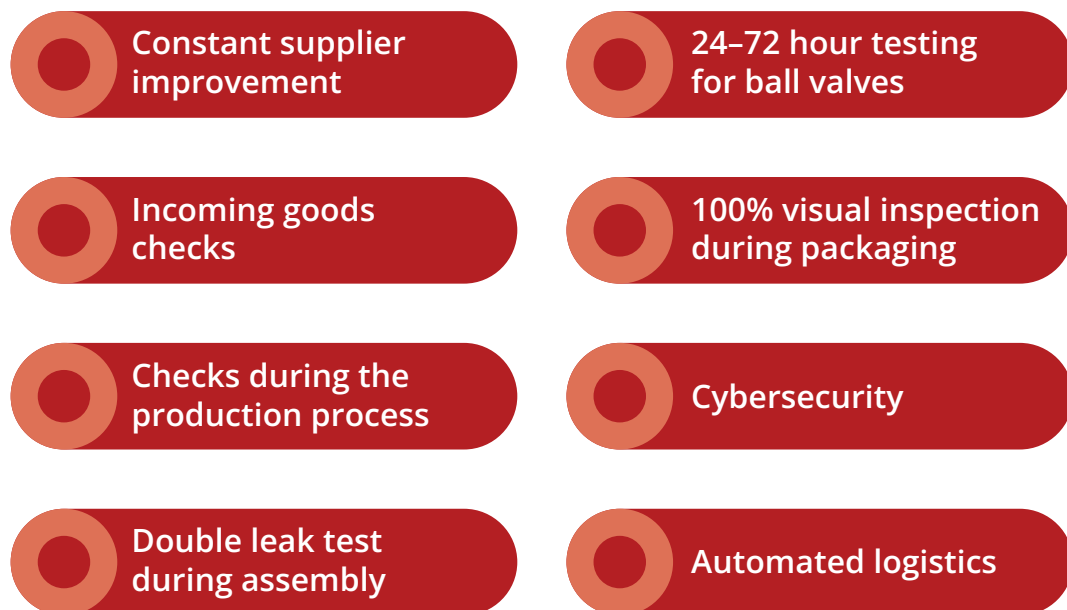 Constant supplier
improvement
Incoming goods
checks
Checks during the
production process
Double leak test
during assembly
24–72 hour testing
for ball valves
100% visual inspection
during packaging
Cybersecurity
Automated logistics